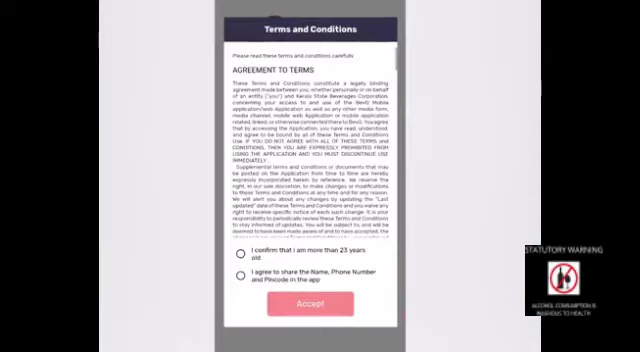 Terms and Conditions
Please read these terms and conditions carefully
AGREEMENT TO TERMS
These Terms and Conditions constitute a legally binding
agreement made between you, whether personally or on behalf
of an entity ("you") and Kerala State Beverages Corporation,
concerning your access to and use of the BevQ Mobile
application/web Application as well as any other media form,
media channel, mobile web Application or mobile application
related, linked, or otherwise connected there to BevQ. You agree
that by accessing the Application, you have read, understood,
and agree to be bound by all of these Terms and Conditions
Use. IF YOU DO NOT AGREE WITH ALL OF THESE TERMS and
CONDITIONS, THEN YOU ARE EXPRESSLY PROHIBITED FROM
USING THE APPLICATION AND YOU MUST DISCONTINUE USE
IMMEDIATELY.
Supplemental terms and conditions or documents that may
be posted on the Application from time to time are hereby
expressly incorporated herein by reference. We reserve the
right, in our sole discretion, to make changes or modifications
to these Terms and Conditions at any time and for any reason.
We will alert you about any changes by updating the "Last
updated" date of these Terms and Conditions and you waive any
right to receive specific notice of each such change. It is your
responsibility to periodically review these Terms and Conditions
to stay informed of updates. You will be subject to, and will be
deemed to have been made aware of and to have accepted, the
I confirm that I am more than 23 years
old
I agree to share the Name, Phone Number
and Pincode in the app
Accept
STATUTORY WARNING
ALCOHOL CONSUMPTION IS
INJURIOUS TO HEALTH